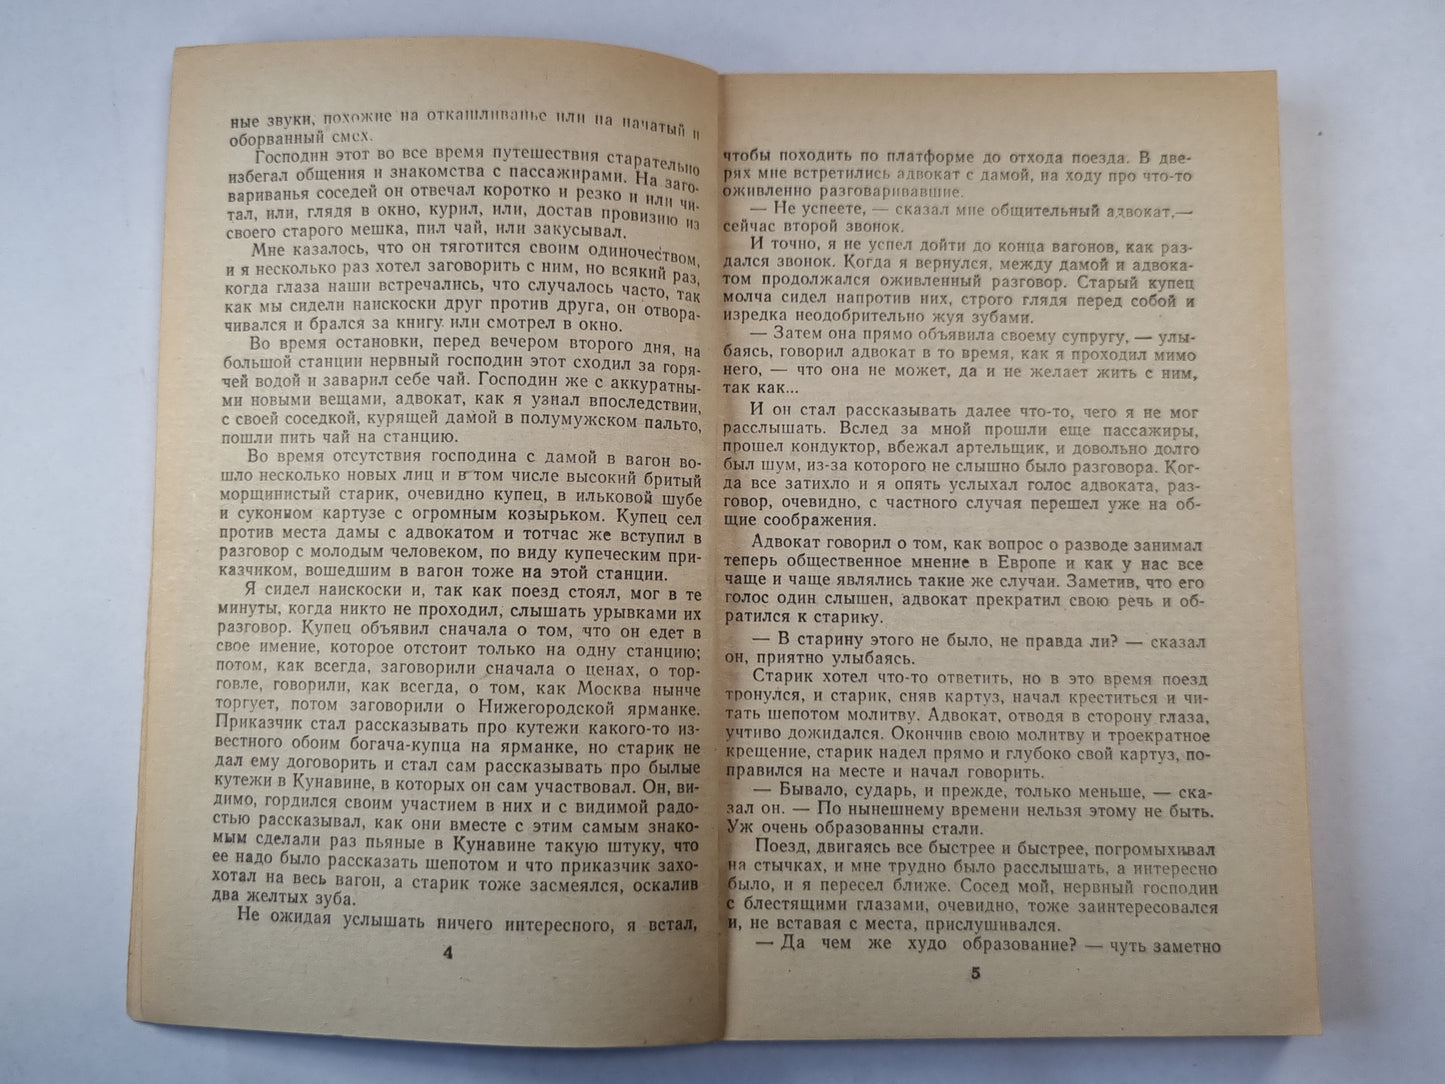 ные звуки, похожие на откашливанье или на начатый и
оборванный смех.
Господин этот во все время путешествия старательно
избегал общения и знакомства с пассажирами. На заго-
вариванья соседей он отвечал коротко и резко и или чи-
тал, или, глядя в окно, курил, или, достав провизию из
своего старого мешка, пил чай, или закусывал.
Мне казалось, что он тяготится своим одиночеством,
и я несколько раз хотел заговорить с ним, но всякий раз,
когда глаза наши встречались, что случалось часто, так
как мы сидели наискоски друг против друга, он отвора-
чивался и брался за книгу или смотрел в окно.
Во время остановки, перед вечером второго дня, на
большой станции нервный господин этот сходил за горя-
чей водой и заварил себе чай. Господин же с аккуратны-
ми новыми вещами, адвокат, как я узнал впоследствии,
с своей соседкой, курящей дамой в полумужском пальто,
пошли пить чай на станцию.
Во время отсутствия господина с дамой в вагон во-
шло несколько новых лиц и в том числе высокий бритый
морщинистый старик, очевидно купец, в ильковой шубе
и суконном картузе с огромным козырьком. Купец сел
против места дамы с адвокатом и тотчас же вступил в
разговор с молодым человеком, по виду купеческим при-
казчиком, вошедшим в вагон тоже на этой станции.
Я сидел наискоски и, так как поезд стоял, мог в те
минуты, когда никто не проходил, слышать урывками их
разговор. Купец объявил сначала о том, что он едет в
свое имение, которое отстоит только на одну станцию;
потом, как всегда, заговорили сначала о ценах, о тор-
говле, говорили, как всегда, о том, как Москва нынче
торгует, потом заговорили о Нижегородской ярманке.
Приказчик стал рассказывать про кутежи какого-то из-
вестного обоим богача-купца на ярманке, но старик не
дал ему договорить и стал сам рассказывать про былые
кутежи в Кунавине, в которых он сам участвовал. Он, ви-
димо, гордился своим участием в них и с видимой радо-
стью рассказывал, как они вместе с этим самым знако-
мым сделали раз пьяные в Кунавине такую штуку, что
ее надо было рассказать шепотом и что приказчик захо-
хотал на весь вагон, а старик тоже засмеялся, оскалив
два желтых зуба.
Не ожидая услышать ничего интересного, я встал,
4
чтобы походить по платформе до отхода поезда. В две-
рях мне встретились адвокат с дамой, на ходу про что-то
оживленно разговаривавшие.
— Не успеете, — сказал мне общительный адвокат,—
сейчас второй звонок.
И точно, я не успел дойти до конца вагонов, как раз-
дался звонок. Когда я вернулся, между дамой и адвока-
том продолжался оживленный разговор. Старый купец
молча сидел напротив них, строго глядя перед собой и
изредка неодобрительно жуя зубами.
— Затем она прямо объявила своему супругу, — улы-
баясь, говорил адвокат в то время, как я проходил мимо
него, — что она не может, да и не желает жить с ним,
так как...
И он стал рассказывать далее что-то, чего я не мог
расслышать. Вслед за мной прошли еще пассажиры,
прошел кондуктор, вбежал артельщик, и довольно долго
был шум, из-за которого не слышно было разговора. Ког-
да все затихло и я опять услыхал голос адвоката, раз-
говор, очевидно, с частного случая перешел уже на об-
щие соображения.
Адвокат говорил о том, как вопрос о разводе занимал
теперь общественное мнение в Европе и как у нас все
чаще и чаще являлись такие же случаи. Заметив, что его
голос один слышен, адвокат прекратил свою речь и об-
ратился к старику.
— В старину этого не было, не правда ли? — сказал
он, приятно улыбаясь.
Старик хотел что-то ответить, но в это время поезд
тронулся, и старик, сняв картуз, начал креститься и чи-
тать шепотом молитву. Адвокат, отводя в сторону глаза,
учтиво дожидался. Окончив свою молитву и троекратное
крещение, старик надел прямо и глубоко свой картуз, по-
правился на месте и начал говорить.
— Бывало, сударь, и прежде, только меньше, — ска-
зал он. — По нынешнему времени нельзя этому не быть.
Уж очень образованны стали.
Поезд, двигаясь все быстрее и быстрее, погромыхивал
на стычках, и мне трудно было расслышать, а интересно
было, и я пересел ближе. Сосед мой, нервный господин
с блестящими глазами, очевидно, тоже заинтересовался
и, не вставая с места, прислушивался.
— Да чем же худо образование? — чуть заметно
5